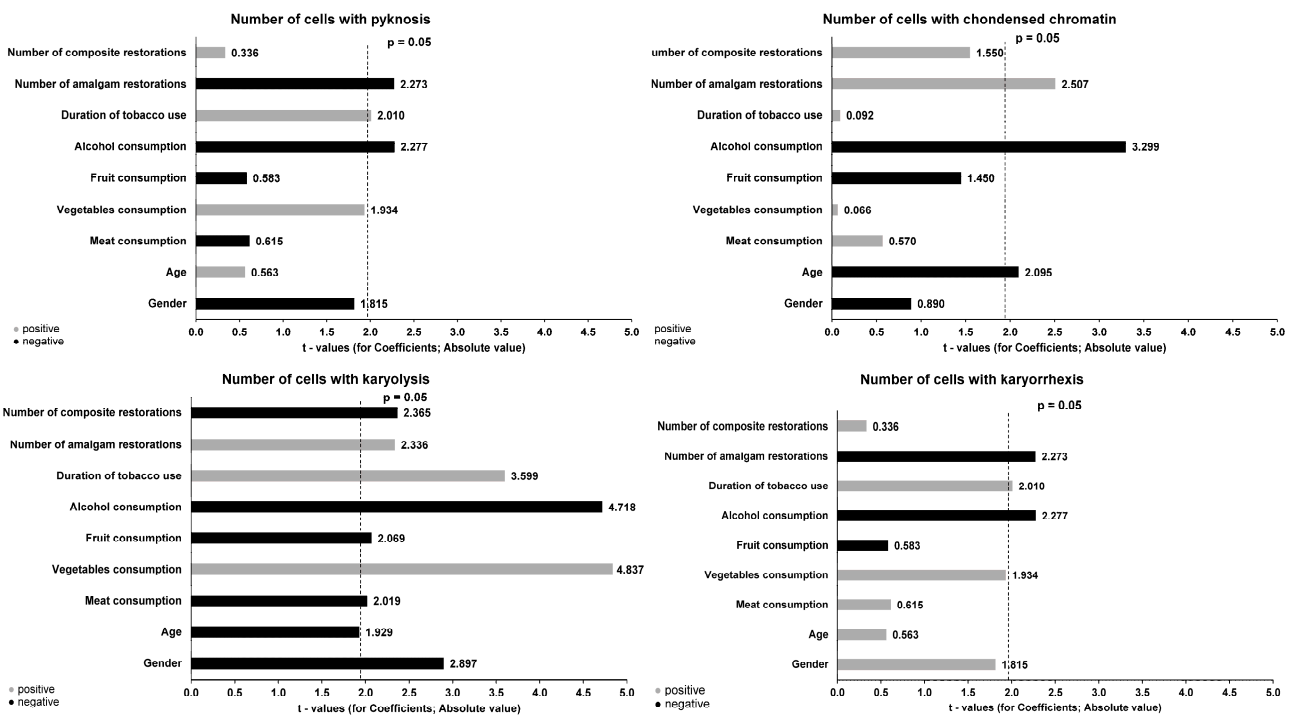 Number of cells with pyknosis
p = 0.05
Number of composite restorations 0.336
Number of amalgam restorations 2.273
Duration of tobacco use 2.010
Alcohol consumption 2.277
Fruit consumption 0.583
Vegetables consumption 1.934
Meat consumption 0.615
Age 0.563
Gender 1.815
0.0 0.5 1.0 1.5 2.0 2.5 3.0 3.5 4.0 4.5 5.0
positive
negative
t - values (for Coefficients; Absolute value)
Number of cells with chondensed chromatin
p = 0.05
umber of composite restorations 1.550
Number of amalgam restorations 2.507
Duration of tobacco use 0.092
Alcohol consumption 3.299
Fruit consumption 1.450
Vegetables consumption 0.066
Meat consumption 0.570
Age 2.095
Gender 0.890
0.0 0.5 1.0 1.5 2.0 2.5 3.0 3.5 4.0 4.5 5.0
positive
negative
t - values (for Coefficients; Absolute value)
Number of cells with karyolysis
p = 0.05
Number of composite restorations 2.365
Number of amalgam restorations 2.336
Duration of tobacco use 3.599
Alcohol consumption 4.718
Fruit consumption 2.069
Vegetables consumption 4.837
Meat consumption 2.019
Age 1.929
Gender 2.897
0.0 0.5 1.0 1.5 2.0 2.5 3.0 3.5 4.0 4.5 5.0
positive
negative
t - values (for Coefficients; Absolute value)
Number of cells with karyorrhexis
p = 0.05
Number of composite restorations 0.336
Number of amalgam restorations 2.273
Duration of tobacco use 2.010
Alcohol consumption 2.277
Fruit consumption 0.583
Vegetables consumption 1.934
Meat consumption 0.615
Age 0.563
Gender 1.815
0.0 0.5 1.0 1.5 2.0 2.5 3.0 3.5 4.0 4.5 5.0
positive
negative
t - values (for Coefficients; Absolute value)